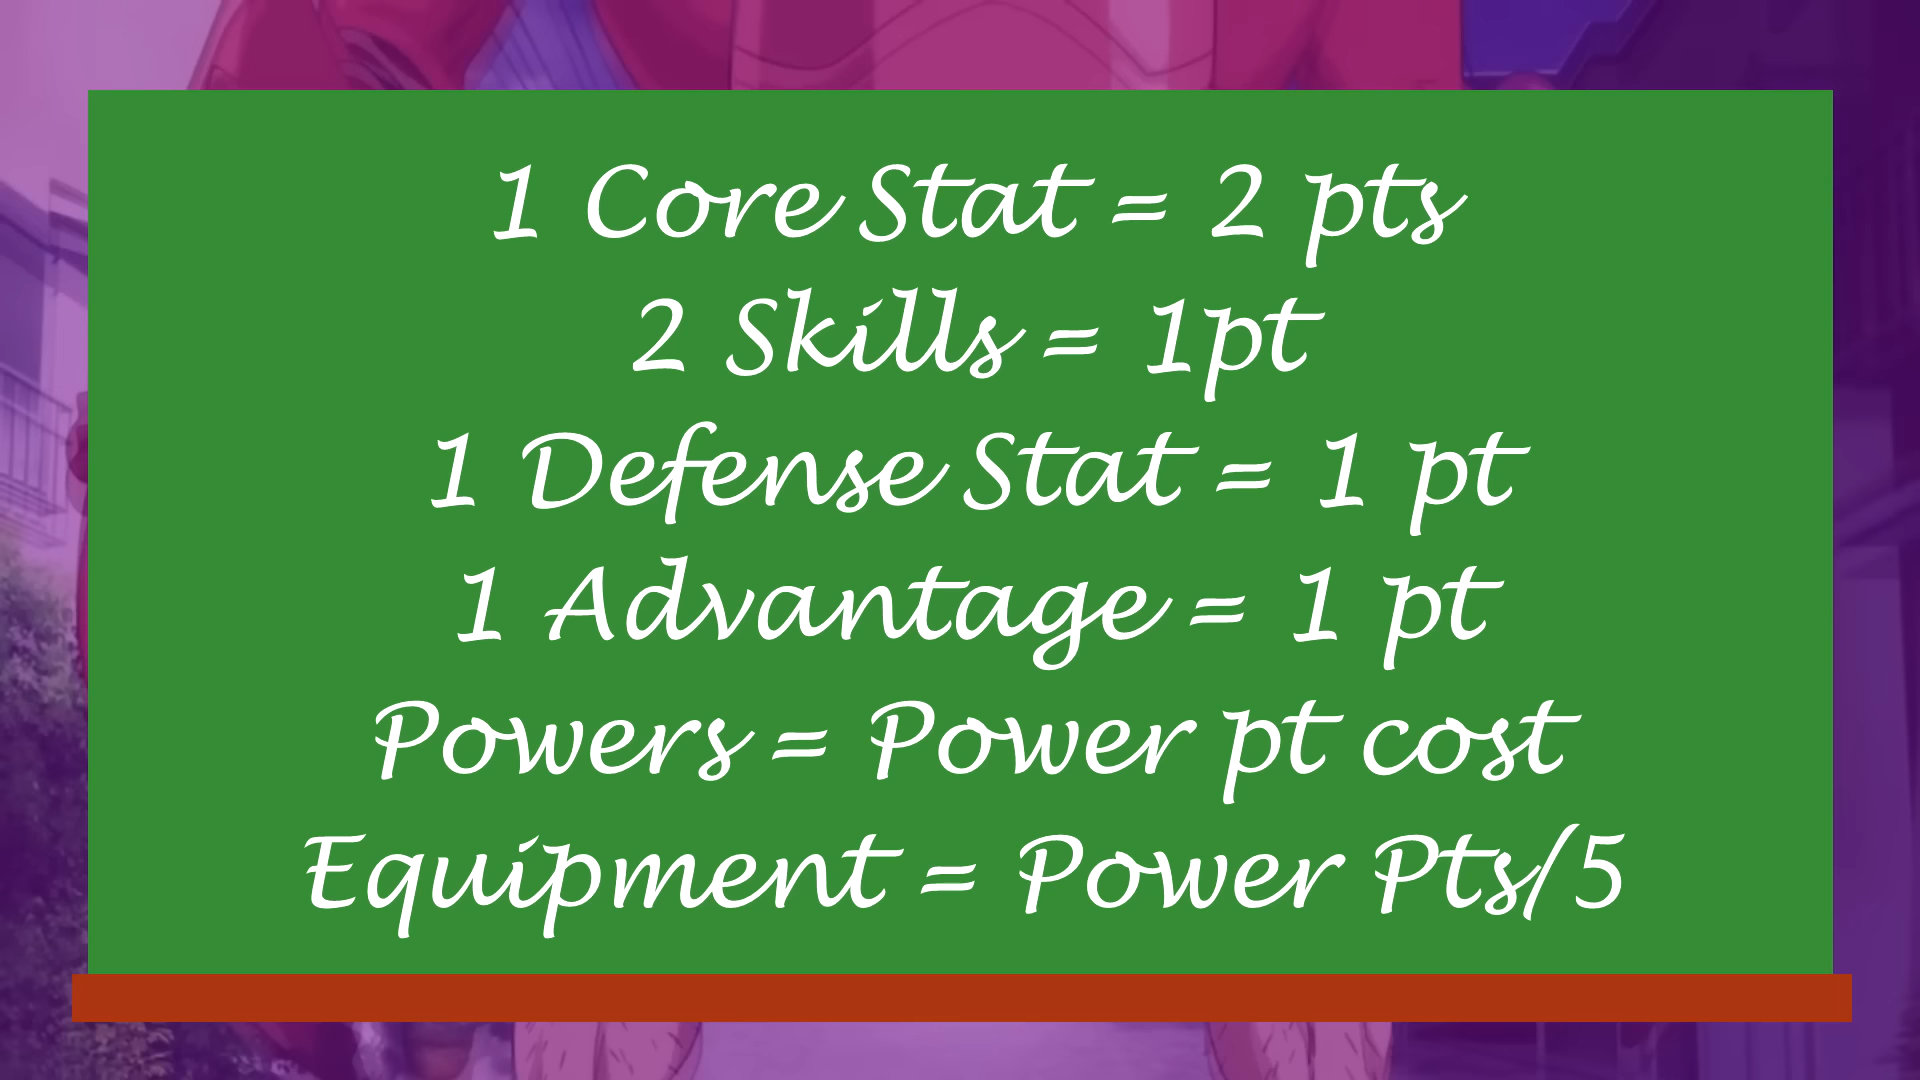 1 Core Stat = 2 pts
2 Skills = 1pt
1 Defense Stat = 1 pt
1 Advantage = 1 pt
Powers = Power pt cost
Equipment = Power Pts/5